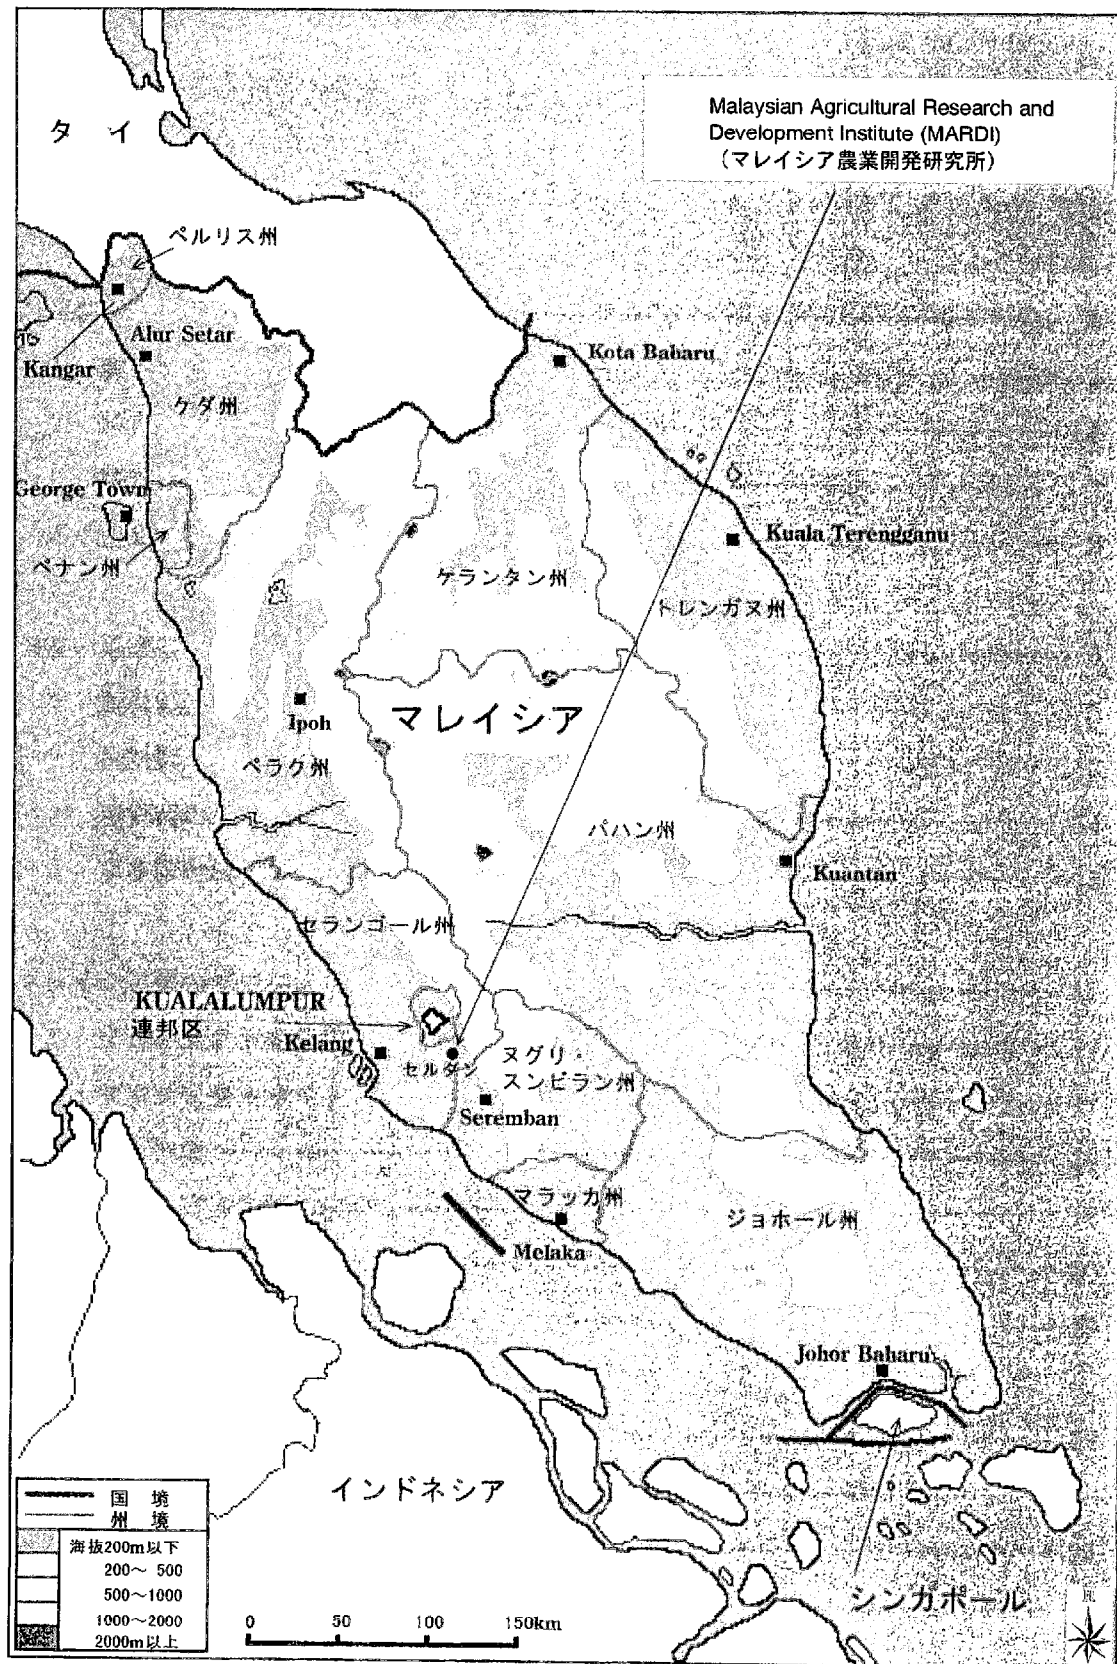 Malaysian Agricultural Research and
Development Institute (MARDI)
（マレイシア農業開発研究所）
タイ
ペルリス州
Alur Setar
Kangar
Kota Baharu
ケダ州
George Town
ペナン州
Kuala Terengganu
ケランタン州
トレンガヌ州
Ipoh
マレイシア
ペラク州
パハン州
Kuantan
セランゴール州
KUALALUMPUR
連邦区
Kelang
セルダン
ヌグリ・
スンビラン州
Seremban
マラッカ州
Melaka
ジョホール州
Johor Baharu
インドネシア
シンガポール
国境
州境
海抜200m以下
200～500
500～1000
1000～2000
2000m以上
0 50 100 150km